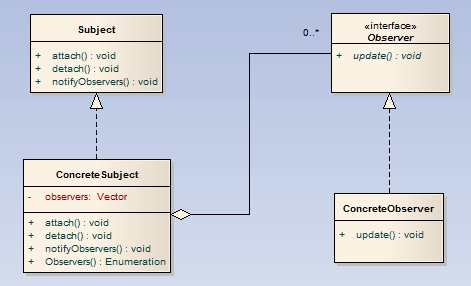 Subject
+ attach() : void
+ detach() : void
+ notifyObservers() : void
«interface»
Observer
+ update() : void
0..*
ConcreteSubject
- observers: Vector
+ attach() : void
+ detach() : void
+ notifyObservers() : void
+ Observers() : Enumeration
ConcreteObserver
+ update() : void